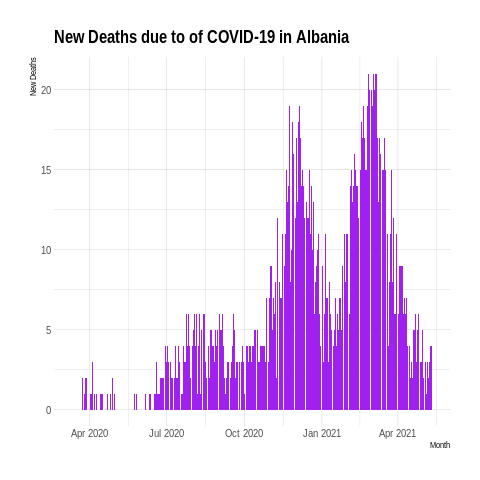 New Deaths due to of COVID-19 in Albania
New Deaths
20
15
10
5
0
Apr 2020 Jul 2020 Oct 2020 Jan 2021 Apr 2021
Month